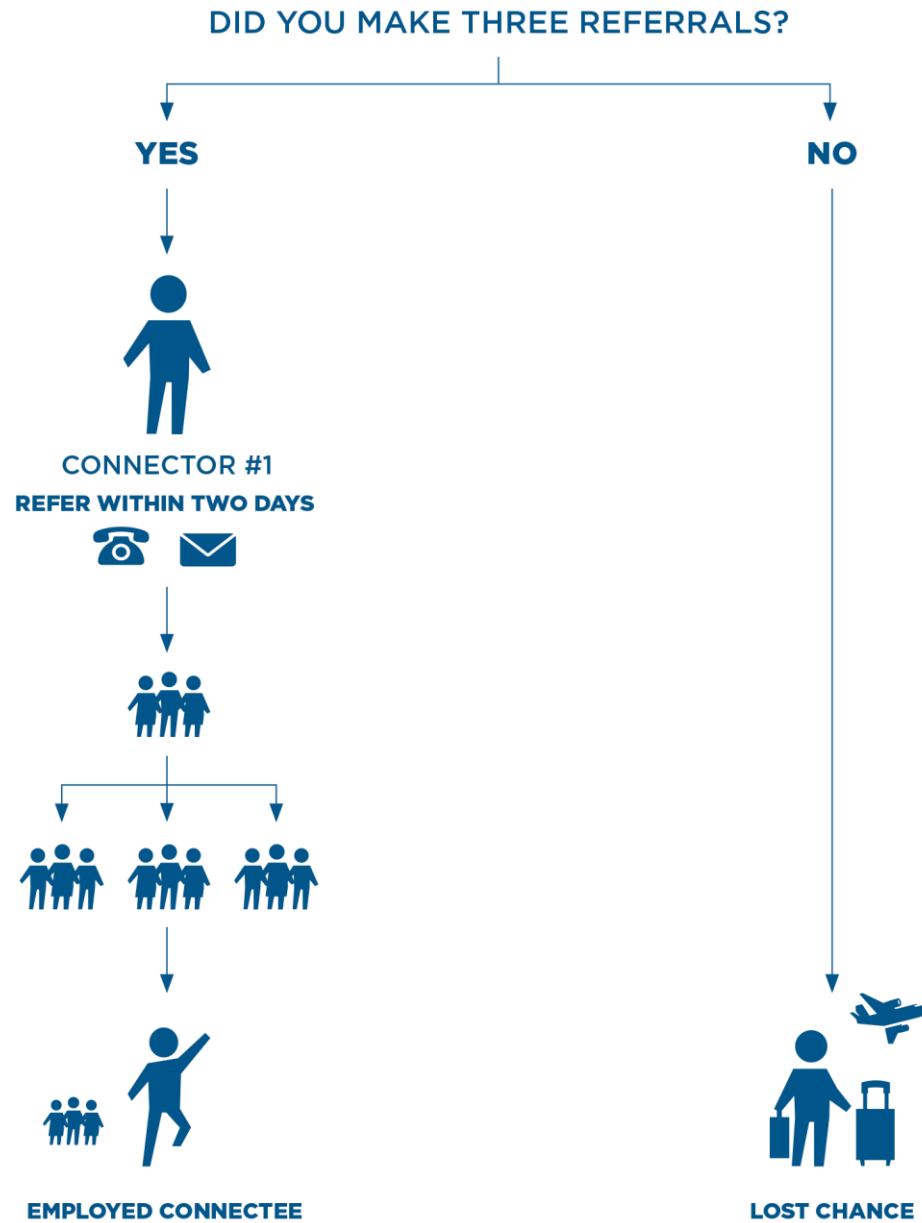 DID YOU MAKE THREE REFERRALS?
YES
NO
CONNECTOR #1
REFER WITHIN TWO DAYS
EMPLOYED CONNECTEE
LOST CHANCE